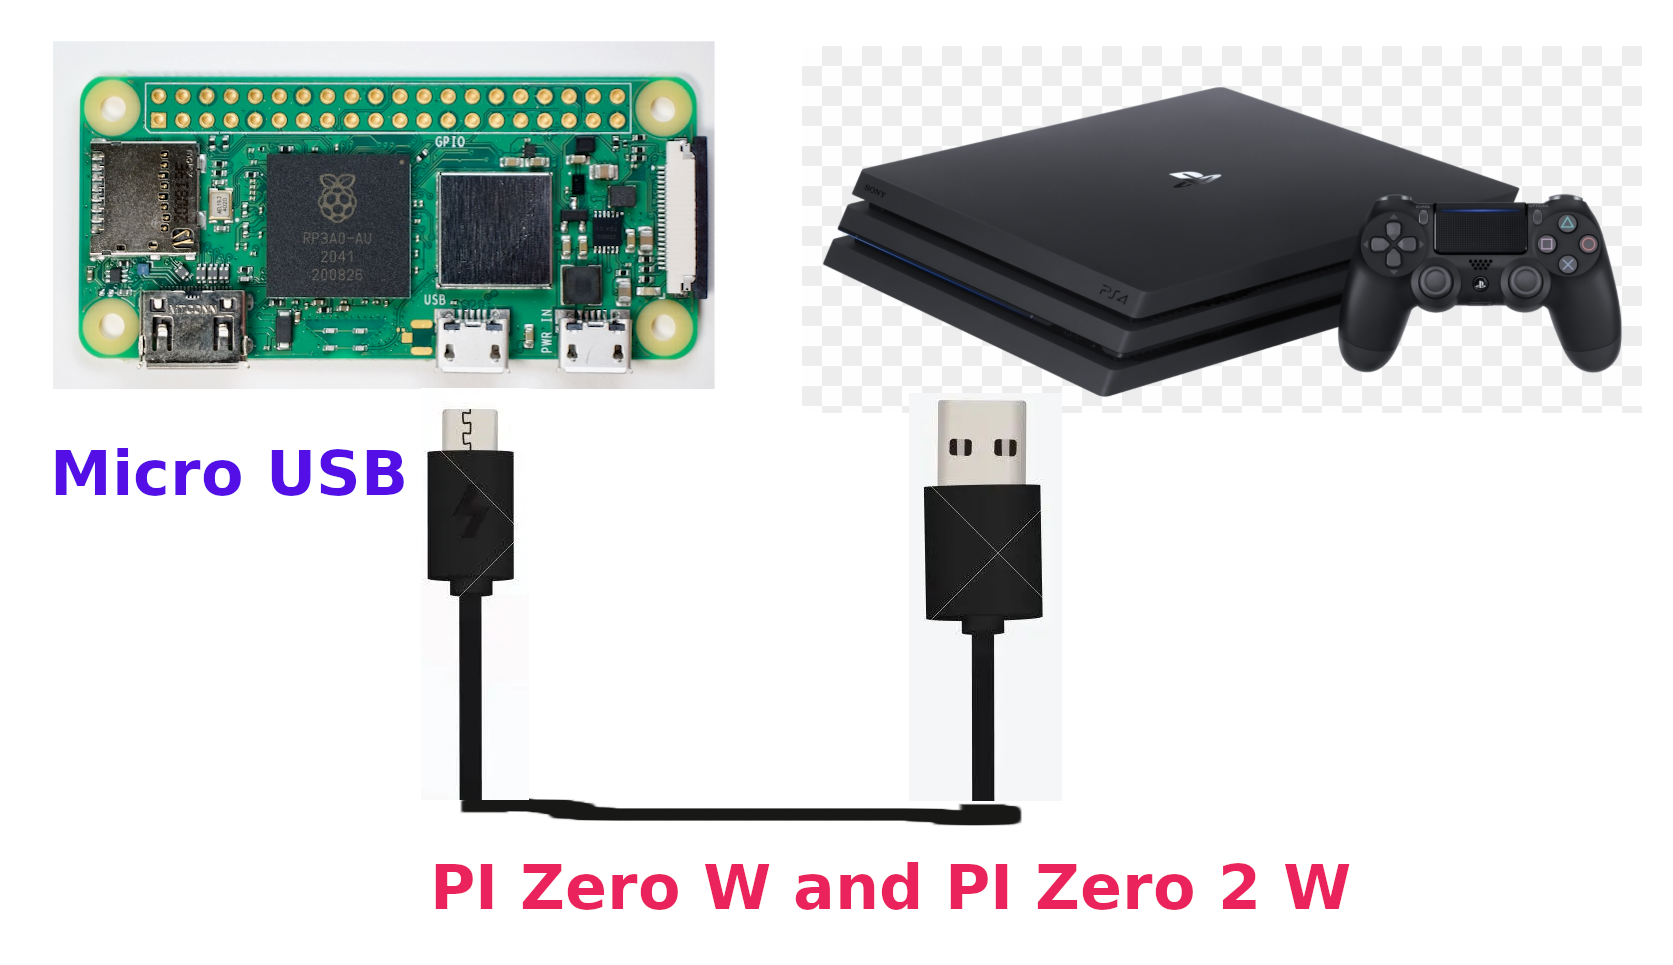 GPIO
RP3A0-AU
2041
200826
USB
PWR IN
SONY
PS4
Micro USB
PI Zero W and PI Zero 2 W